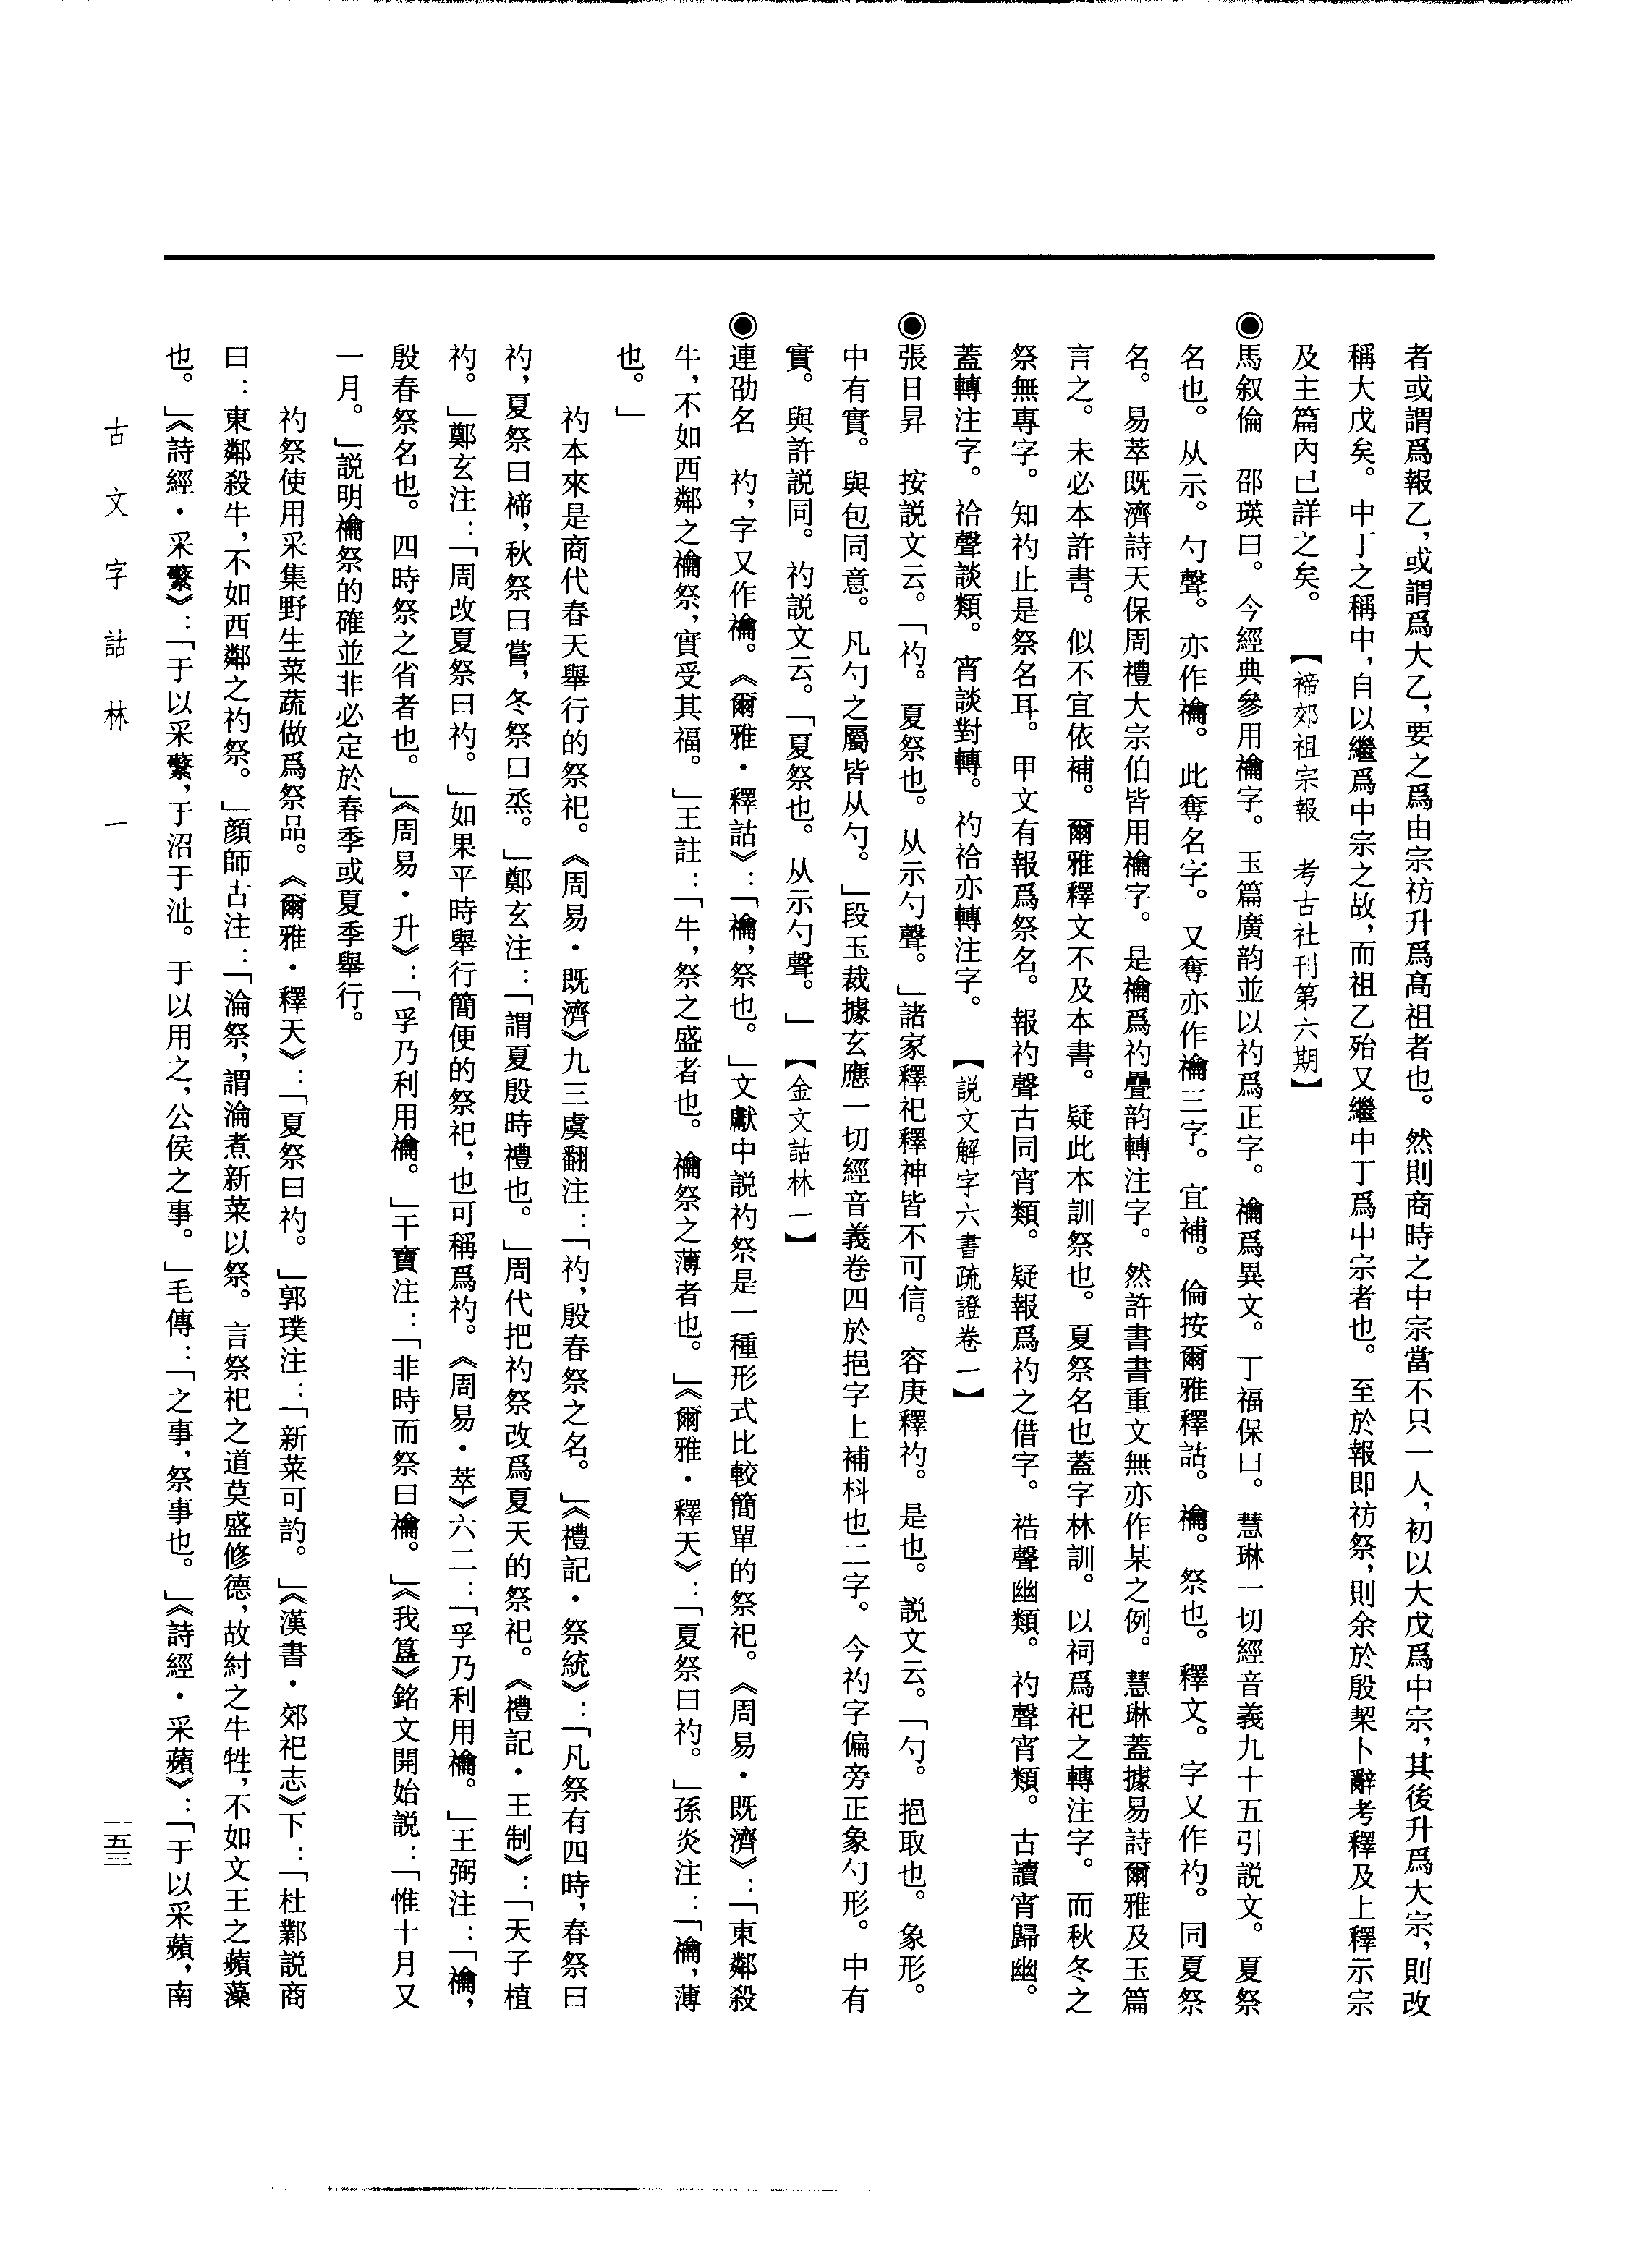 者或謂爲報乙，或謂爲大乙，要之爲由宗祊升爲高祖者也。然則商時之中宗當不只一人，初以大戊爲中宗，其後升爲大宗，則改
稱大戊矣。中丁之稱中，自以繼爲中宗之故，而祖乙殆又繼中丁爲中宗者也。至於報即祊祭，則余於殷栔卜辭考釋及上釋示宗
及主篇內已詳之矣。【禘郊祖宗報　考古社刊第六期】
◉馬叙倫　邵瑛曰。今經典參用禴字。玉篇廣韵並以礿爲正字。禴爲異文。丁福保曰。慧琳一切經音義九十五引説文。夏祭
名也。从示。勺聲。亦作禴。此奪名字。又奪亦作禴三字。宜補。倫按爾雅釋詁。禴。祭也。釋文。字又作礿。同夏祭
名。易萃既濟詩天保周禮大宗伯皆用禴字。是禴爲礿疊韵轉注字。然許書書重文無亦作某之例。慧琳蓋據易詩爾雅及玉篇
言之。未必本許書。似不宜依補。爾雅釋文不及本書。疑此本訓祭也。夏祭名也蓋字林訓。以祠爲祀之轉注字。而秋冬之
祭無專字。知礿止是祭名耳。甲文有報爲祭名。報礿聲古同宵類。疑報爲礿之借字。祰聲幽類。礿聲宵類。古讀宵歸幽。
蓋轉注字。祫聲談類。宵談對轉。礿祫亦轉注字。【説文解字六書疏證卷一】
◉張日昇　按説文云。「礿。夏祭也。从示勺聲。」諸家釋祀釋神皆不可信。容庚釋礿。是也。説文云。「勺。挹取也。象形。
中有實。與包同意。凡勺之屬皆从勺。」段玉裁據玄應一切經音義卷四於挹字上補枓也二字。今礿字偏旁正象勺形。中有
實。與許説同。礿説文云。「夏祭也。从示勺聲。」【金文詁林一】
◉連劭名　礿，字又作禴。《爾雅・釋詁》：「禴，祭也。」文獻中説礿祭是一種形式比較簡單的祭祀。《周易・既濟》：「東鄰殺
牛，不如西鄰之禴祭，實受其福。」王註：「牛，祭之盛者也。禴祭之薄者也。」《爾雅・釋天》：「夏祭曰礿。」孫炎注：「禴，薄
也。」
礿本來是商代春天舉行的祭祀。《周易・既濟》九三虞翻注：「礿，殷春祭之名。」《禮記・祭統》：「凡祭有四時，春祭曰
礿，夏祭曰禘，秋祭曰嘗，冬祭曰烝。」鄭玄注：「謂夏殷時禮也。」周代把礿祭改爲夏天的祭祀。《禮記・王制》：「天子植
礿。」鄭玄注：「周改夏祭曰礿。」如果平時舉行簡便的祭祀，也可稱爲礿。《周易・萃》六二：「孚乃利用禴。」王弼注：「禴，
殷春祭名也。四時祭之省者也。」《周易・升》：「孚乃利用禴。」干寶注：「非時而祭曰禴。」《我簋》銘文開始説：「惟十月又
一月。」説明禴祭的確並非必定於春季或夏季舉行。
礿祭使用采集野生菜蔬做爲祭品。《爾雅・釋天》：「夏祭曰礿。」郭璞注：「新菜可汋。」《漢書・郊祀志》下：「杜鄴説商
曰：東鄰殺牛，不如西鄰之礿祭。」顔師古注：「瀹祭，謂瀹煮新菜以祭。言祭祀之道莫盛修德，故紂之牛牲，不如文王之蘋藻
也。」《詩經・采蘩》：「于以采蘩，于沼于沚。于以用之，公侯之事。」毛傳：「之事，祭事也。」《詩經・采蘋》：「于以采蘋，南
古文字詁林　一
一五三